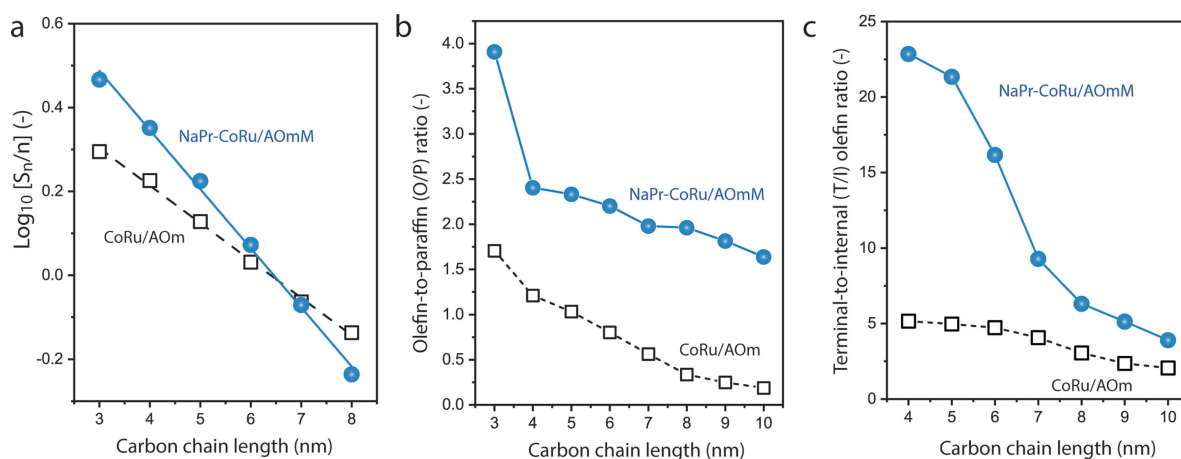 a
0.6
0.4
0.2
0.0
-0.2
Log10 [Sn/n] (-)
NaPr-CoRu/AOmM
CoRu/AOm
3 4 5 6 7 8
Carbon chain length (nm)
b
4.0
3.5
3.0
2.5
2.0
1.5
1.0
0.5
0.0
Olefin-to-paraffin (O/P) ratio (-)
NaPr-CoRu/AOmM
CoRu/AOm
3 4 5 6 7 8 9 10
Carbon chain length (nm)
c
25
20
15
10
5
0
Terminal-to-internal (T/I) olefin ratio (-)
NaPr-CoRu/AOmM
CoRu/AOm
4 5 6 7 8 9 10
Carbon chain length (nm)